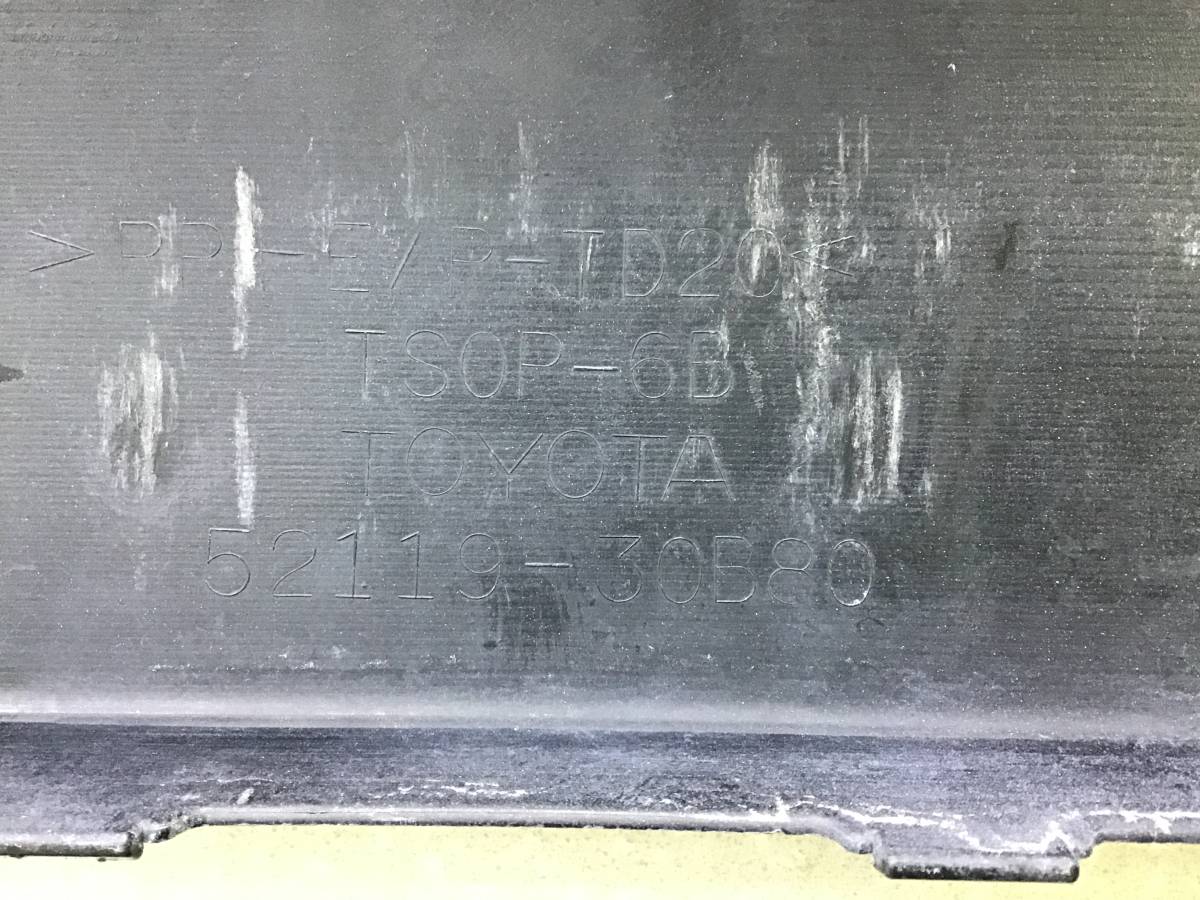 >PP-E/P-TD20<
TSOP-6B
TOYOTA
52119-30B80